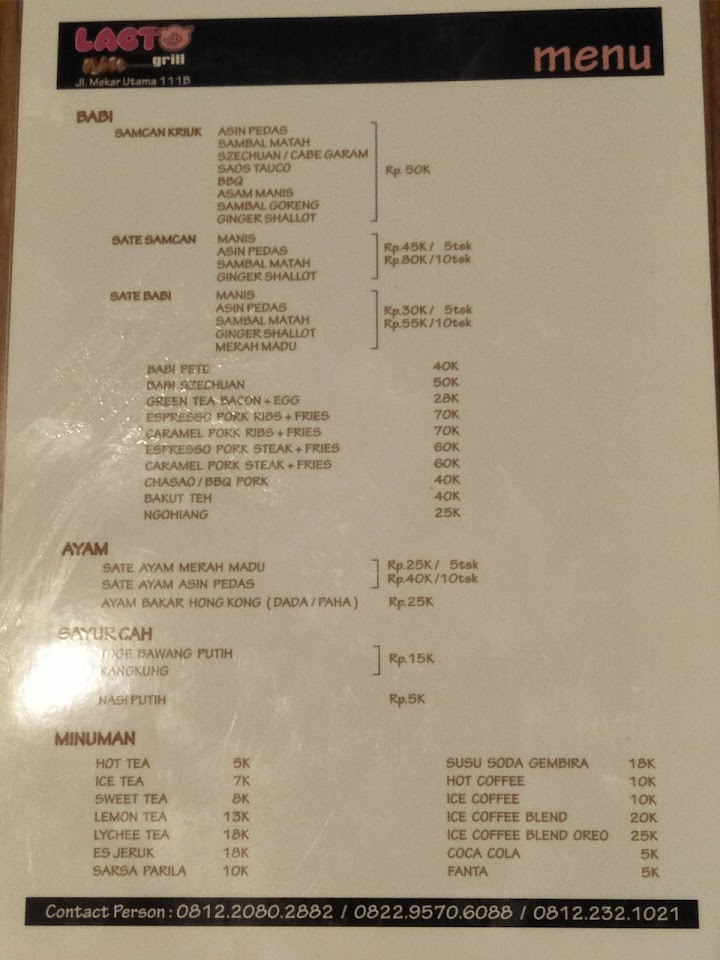 LACTO
grill
menu
Jl. Mekar Utama 111B
BABI
SAMCAN KRIUK ASIN PEDAS
SAMBAL MATAH
SZECHUAN / CABE GARAM
SAOS TAUCO Rp. 50K
BBQ
ASAM MANIS
SAMBAL GORENG
GINGER SHALLOT
SATE SAMCAN MANIS Rp.45K / 5tsk
ASIN PEDAS Rp.80K /10tsk
SAMBAL MATAH
GINGER SHALLOT
SATE BABI MANIS
ASIN PEDAS Rp.30K / 5tsk
SAMBAL MATAH Rp.55K /10tsk
GINGER SHALLOT
MERAH MADU
BABI PETE 40K
BABI SZECHUAN 50K
GREEN TEA BACON + EGG 28K
ESPRESSO PORK RIBS + FRIES 70K
CARAMEL PORK RIBS + FRIES 70K
ESPRESSO PORK STEAK + FRIES 60K
CARAMEL PORK STEAK + FRIES 60K
CHASAO / BBQ PORK 40K
BAKUT TEH 40K
NGOHIANG 25K
AYAM
SATE AYAM MERAH MADU Rp.25K / 5tsk
SATE AYAM ASIN PEDAS Rp.40K /10tsk
AYAM BAKAR HONG KONG ( DADA / PAHA ) Rp.25K
SAYUR CAH
TOGE BAWANG PUTIH Rp.15K
KANGKUNG
NASI PUTIH Rp.5K
MINUMAN
HOT TEA 5K SUSU SODA GEMBIRA 18K
ICE TEA 7K HOT COFFEE 10K
SWEET TEA 8K ICE COFFEE 10K
LEMON TEA 13K ICE COFFEE BLEND 20K
LYCHEE TEA 18K ICE COFFEE BLEND OREO 25K
ES JERUK 18K COCA COLA 5K
SARSA PARILA 10K FANTA 5K
Contact Person : 0812.2080.2882 / 0822.9570.6088 / 0812.232.1021